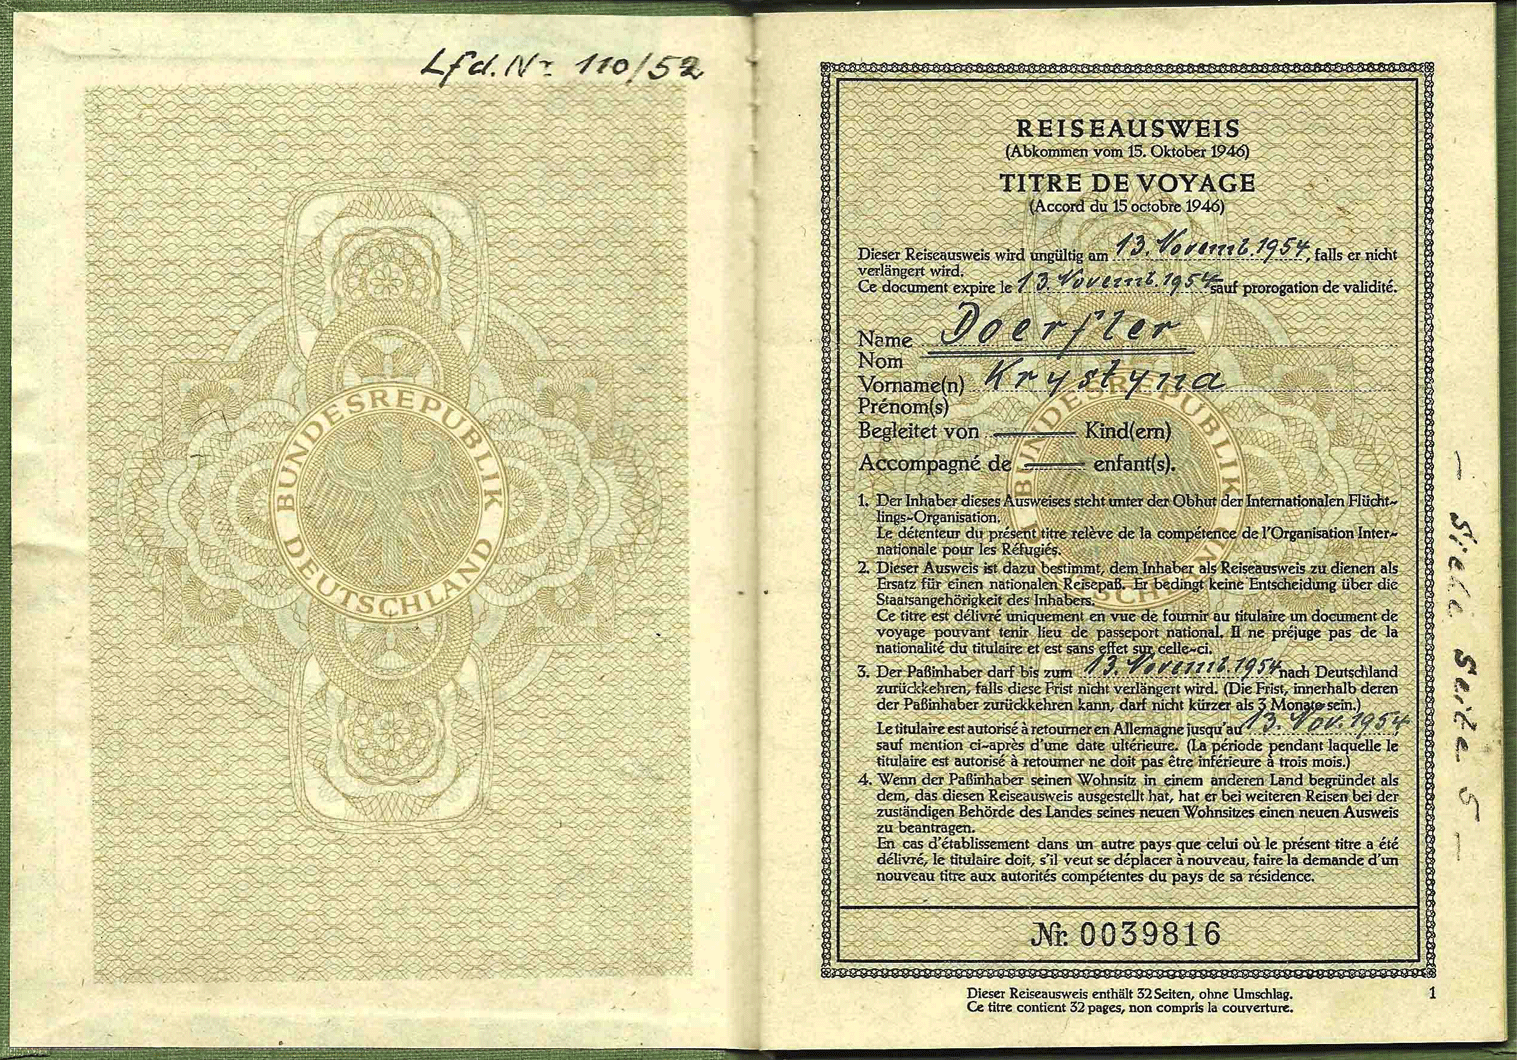 Lfd. Nr 110/52
BUNDESREPUBLIK
DEUTSCHLAND
REISEAUSWEIS
(Abkommen vom 15. Oktober 1946)
TITRE DE VOYAGE
(Accord du 15 octobre 1946)
Dieser Reiseausweis wird ungültig am 13. Novemb. 1954, falls er nicht
verlängert wird.
Ce document expire le 13. Novemb. 1954 sauf prorogation de validité.
Name Doerfler
Nom
Vorname(n) Krystyna
Prénom(s)
Begleitet von —— Kind(ern)
Accompagné de —— enfant(s).
1. Der Inhaber dieses Ausweises steht unter der Obhut der Internationalen Flücht-
lings-Organisation.
Le détenteur du présent titre relève de la compétence de l'Organisation Inter-
nationale pour les Réfugiés.
2. Dieser Ausweis ist dazu bestimmt, dem Inhaber als Reiseausweis zu dienen als
Ersatz für einen nationalen Reisepaß. Er bedingt keine Entscheidung über die
Staatsangehörigkeit des Inhabers.
Ce titre est délivré uniquement en vue de fournir au titulaire un document de
voyage pouvant tenir lieu de passeport national. Il ne préjuge pas de la
nationalité du titulaire et est sans effet sur celle-ci.
3. Der Paßinhaber darf bis zum 13. Novemb. 1954 nach Deutschland
zurückkehren, falls diese Frist nicht verlängert wird. (Die Frist, innerhalb deren
der Paßinhaber zurückkehren kann, darf nicht kürzer als 3 Monate sein.)
Le titulaire est autorisé à retourner en Allemagne jusqu'au 13. Nov. 1954
sauf mention ci-après d'une date ultérieure. (La période pendant laquelle le
titulaire est autorisé à retourner ne doit pas être inférieure à trois mois.)
4. Wenn der Paßinhaber seinen Wohnsitz in einem anderen Land begründet als
dem, das diesen Reiseausweis ausgestellt hat, hat er bei weiteren Reisen bei der
zuständigen Behörde des Landes seines neuen Wohnsitzes einen neuen Ausweis
zu beantragen.
En cas d'établissement dans un autre pays que celui où le présent titre a été
délivré, le titulaire doit, s'il veut se déplacer à nouveau, faire la demande d'un
nouveau titre aux autorités compétentes du pays de sa résidence.
Nr. 0039816
Dieser Reiseausweis enthält 32 Seiten, ohne Umschlag.
Ce titre contient 32 pages, non compris la couverture.
1
BUNDESREPUBLIK
— Siehe Seite 5 —